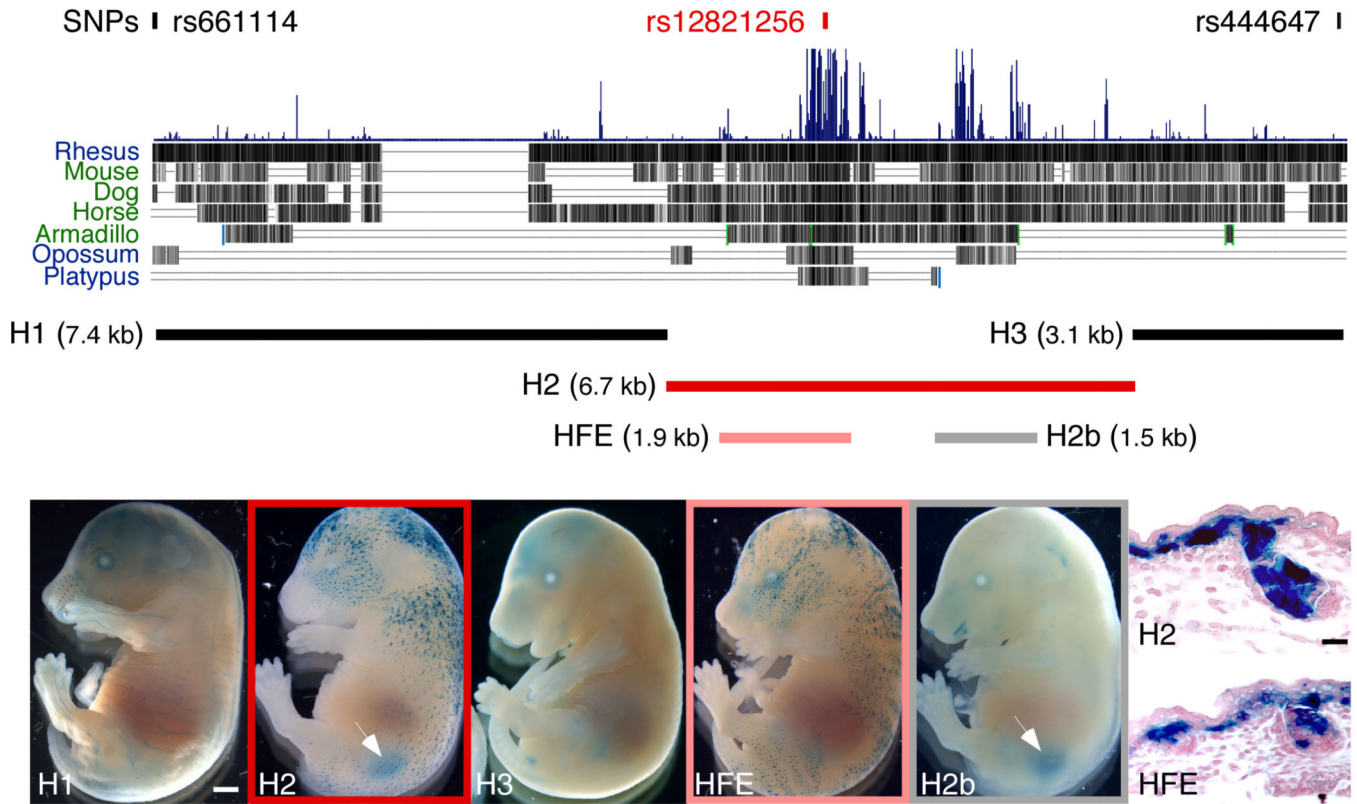 SNPs rs661114 rs12821256 rs444647
Rhesus
Mouse
Dog
Horse
Armadillo
Opossum
Platypus
H1 (7.4 kb) H3 (3.1 kb)
H2 (6.7 kb)
HFE (1.9 kb) H2b (1.5 kb)
H2
H1 H2 H3 HFE H2b HFE